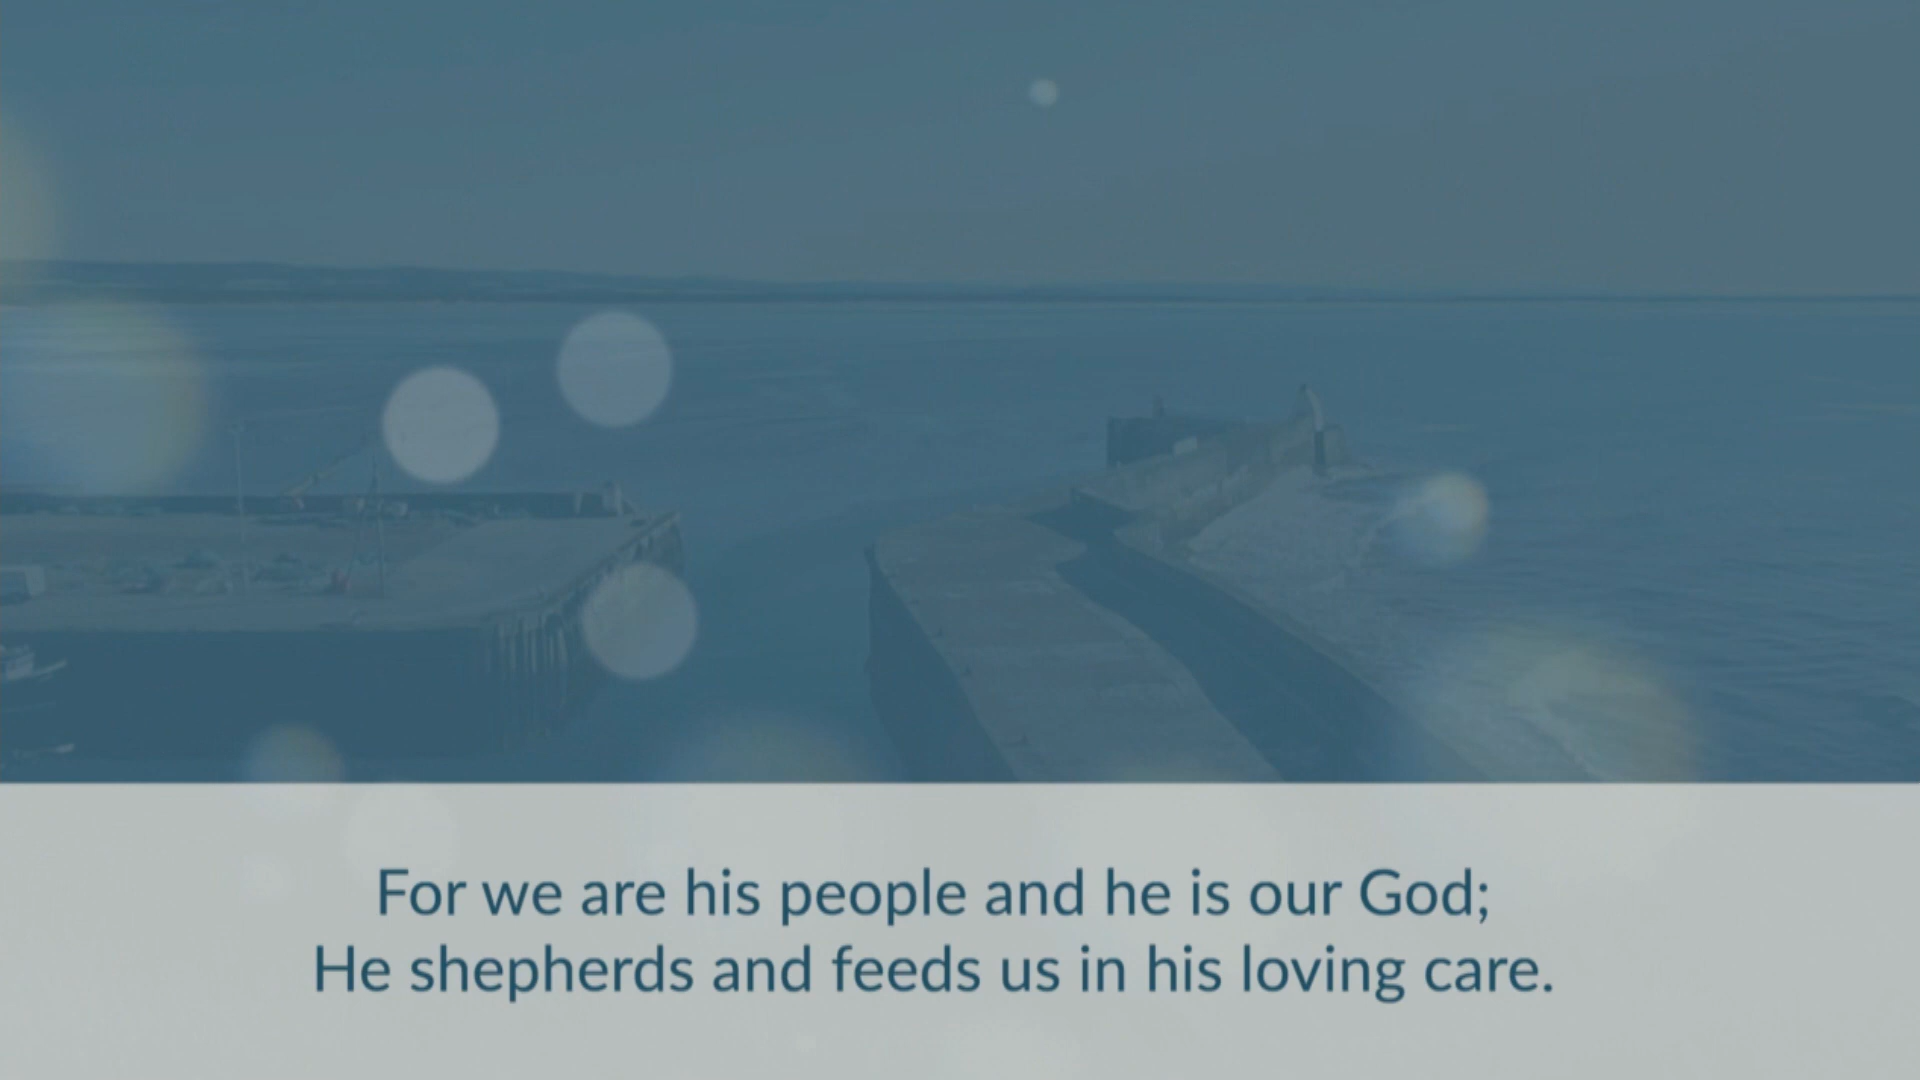 For we are his people and he is our God;
He shepherds and feeds us in his loving care.